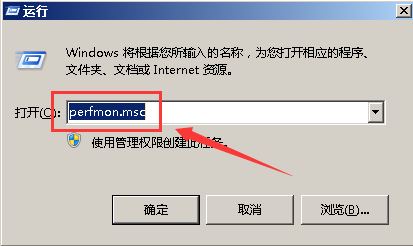 运行
Windows 将根据您所输入的名称，为您打开相应的程序、
文件夹、文档或 Internet 资源。
打开(O): perfmon.msc
使用管理权限创建此任务。
确定 取消 浏览(B)...